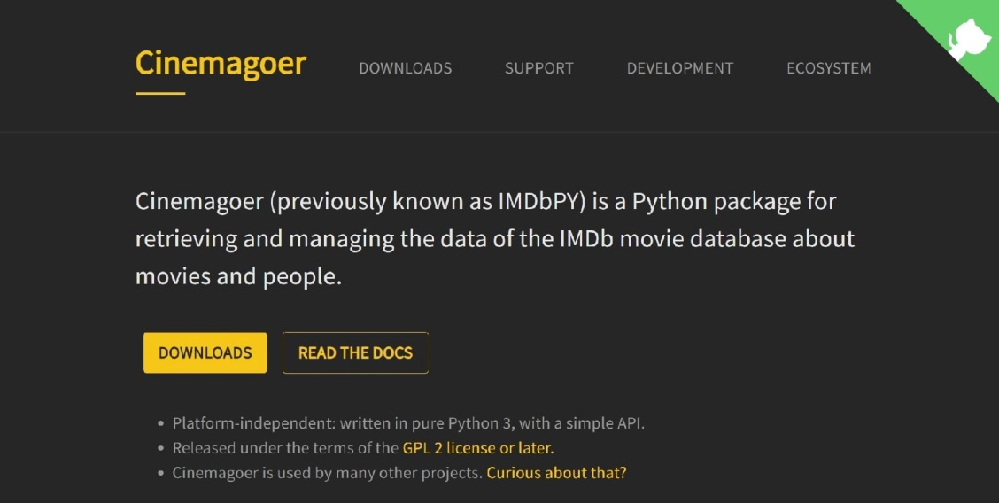 Cinemagoer
DOWNLOADS SUPPORT DEVELOPMENT ECOSYSTEM
Cinemagoer (previously known as IMDbPY) is a Python package for
retrieving and managing the data of the IMDb movie database about
movies and people.
DOWNLOADS READ THE DOCS
• Platform-independent: written in pure Python 3, with a simple API.
• Released under the terms of the GPL 2 license or later.
• Cinemagoer is used by many other projects. Curious about that?